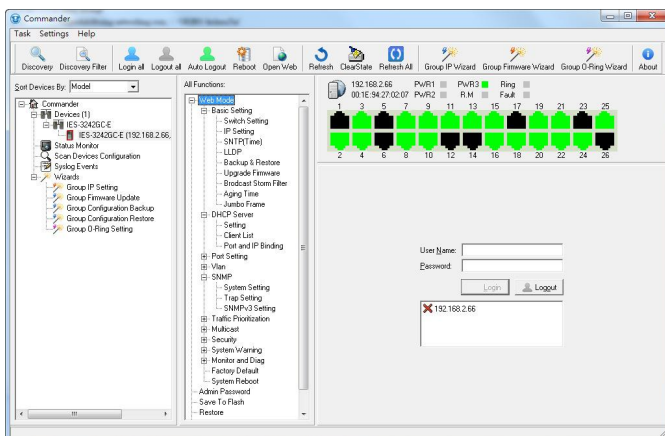 Commander
Task Settings Help
Discovery Discovery Filter Login all Logout all Auto Logout Reboot Open Web Refresh ClearState Refresh All Group IP Wizard Group Firmware Wizard Group O-Ring Wizard About
Sort Devices By: Model
Commander
Devices (1)
IES-3242GC-E
IES-3242GC-E (192.168.2.66,
Status Monitor
Scan Devices Configuration
Syslog Events
Wizards
Group IP Setting
Group Firmware Update
Group Configuration Backup
Group Configuration Restore
Group O-Ring Setting
All Functions:
Web Mode
Basic Setting
Switch Setting
IP Setting
SNTP(Time)
LLDP
Backup & Restore
Upgrade Firmware
Brodcast Storm Filter
Aging Time
Jumbo Frame
DHCP Server
Setting
Client List
Port and IP Binding
Port Setting
Vlan
SNMP
System Setting
Trap Setting
SNMPv3 Setting
Traffic Prioritization
Multicast
Security
System Warning
Monitor and Diag
Factory Default
System Reboot
Admin Password
Save To Flash
Restore
192.168.2.66 PWR1 PWR3 Ring
00:1E:94:27:02:07 PWR2 R.M Fault
1 3 5 7 9 11 13 15 17 19 21 23 25
2 4 6 8 10 12 14 16 18 20 22 24 26
User Name:
Password:
Login Loggut
192.168.2.66